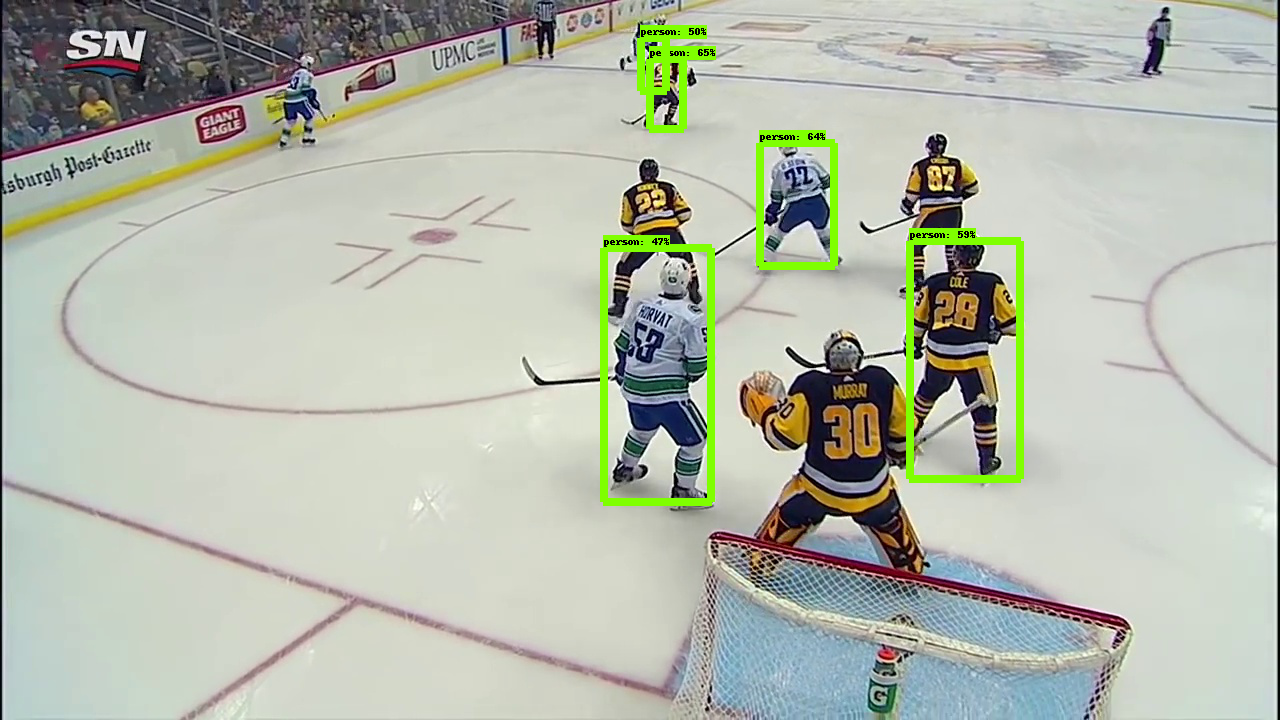 SN
GIANT
EAGLE
sburgh Post-Gazette
UPMC
person: 50%
person: 65%
person: 64%
22
22
87
person: 47%
person: 59%
HORVAT
53
COLE
28
MURRAY
30
G